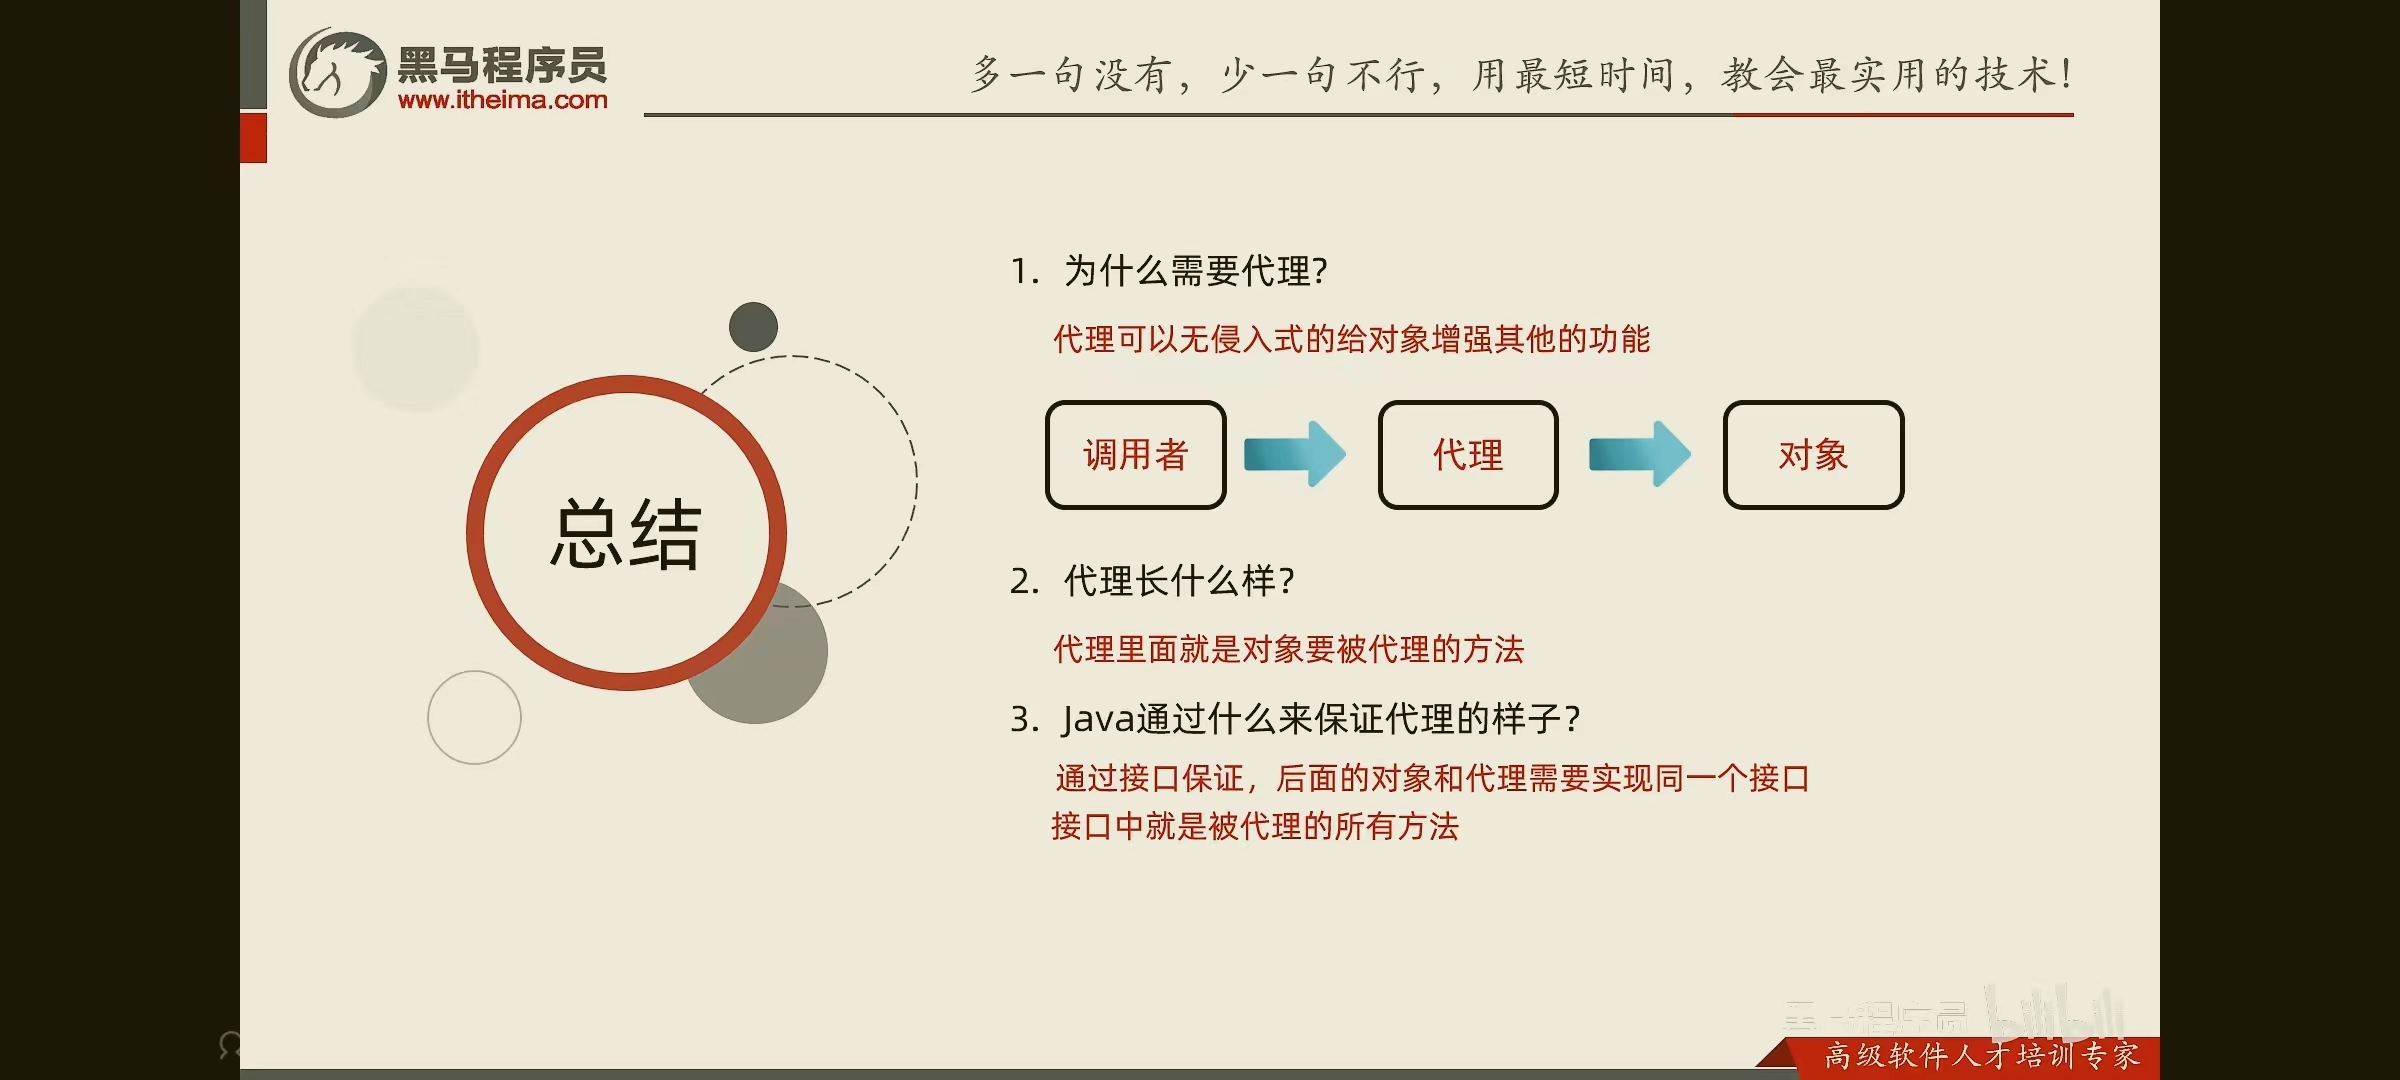 黑马程序员
www.itheima.com
多一句没有，少一句不行，用最短时间，教会最实用的技术！
总结
1. 为什么需要代理？
代理可以无侵入式的给对象增强其他的功能
调用者
代理
对象
2. 代理长什么样？
代理里面就是对象要被代理的方法
3. Java通过什么来保证代理的样子？
通过接口保证，后面的对象和代理需要实现同一个接口
接口中就是被代理的所有方法
黑马程序员 bilibili
高级软件人才培训专家